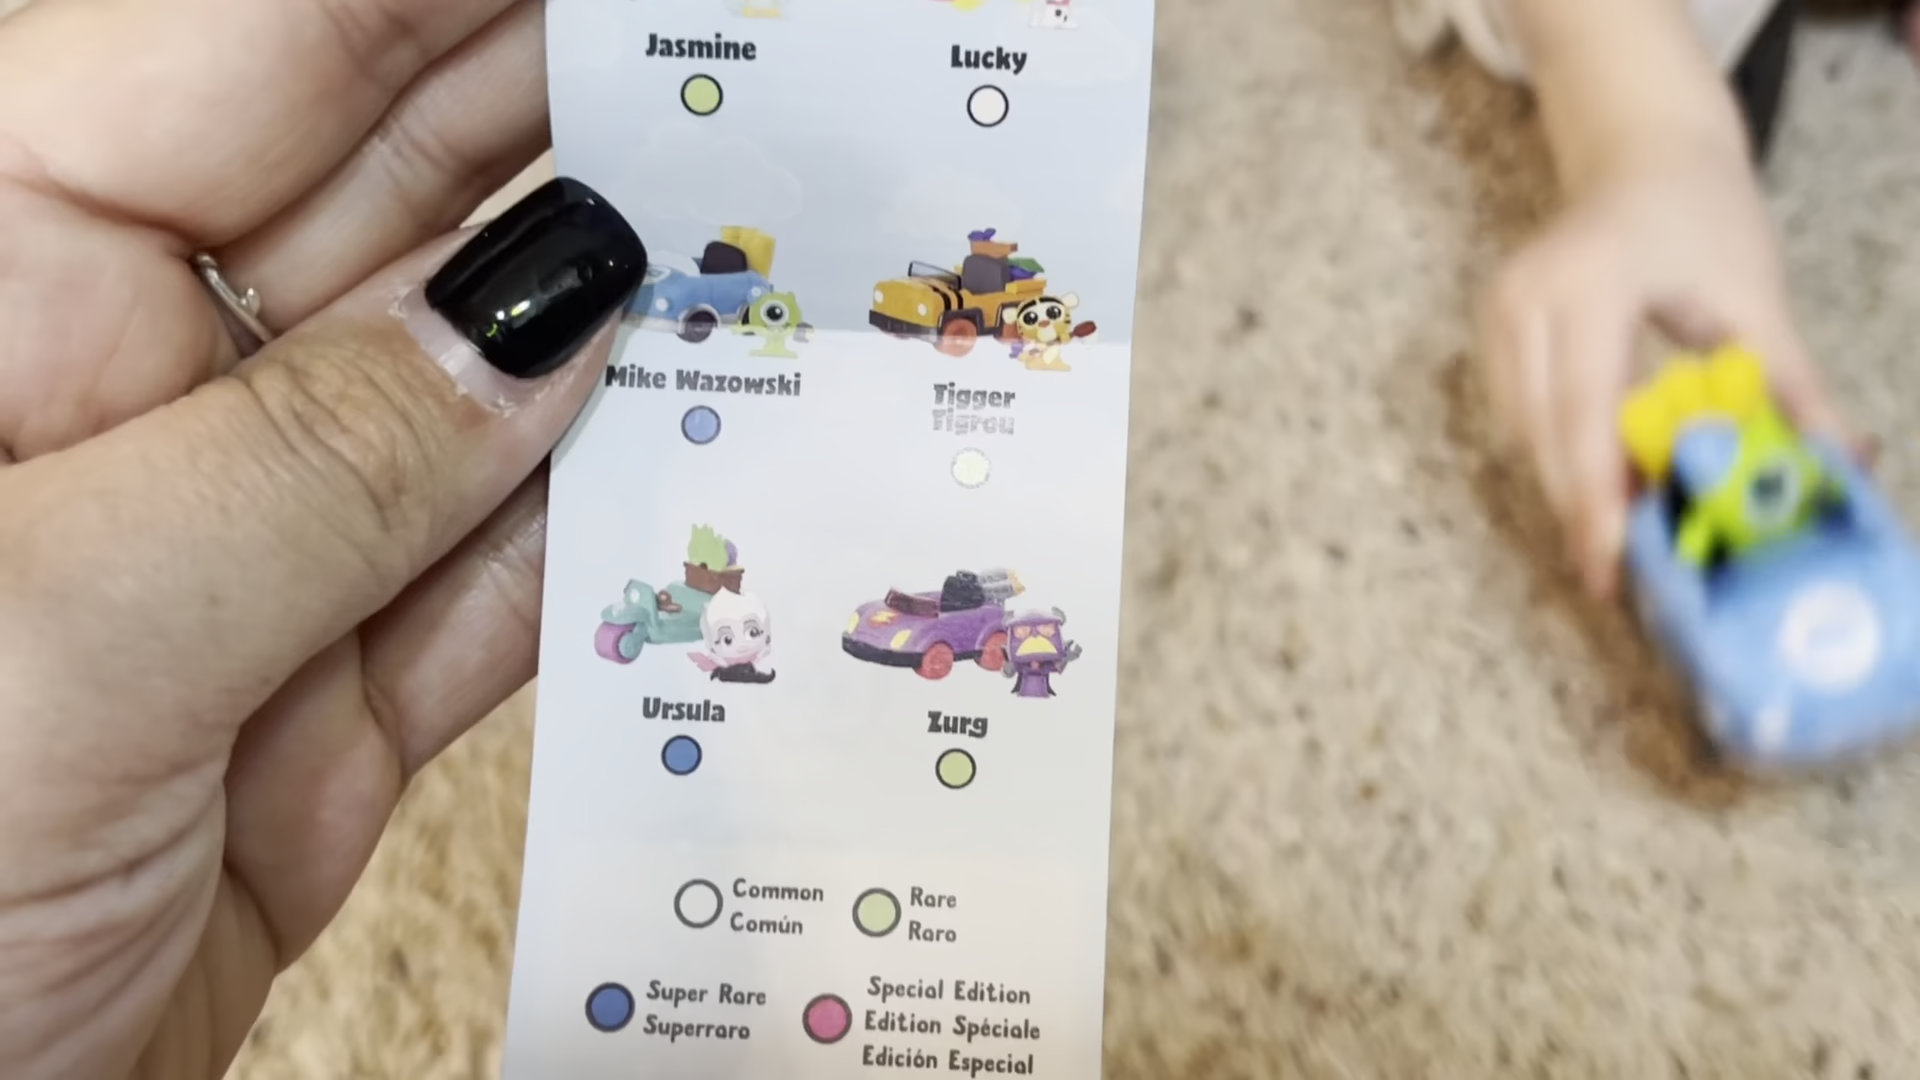 Jasmine
Lucky
Mike Wazowski
Tigger
Ursula
Zurg
Common
Común
Rare
Raro
Super Rare
Superraro
Special Edition
Edition Spéciale
Edición Especial